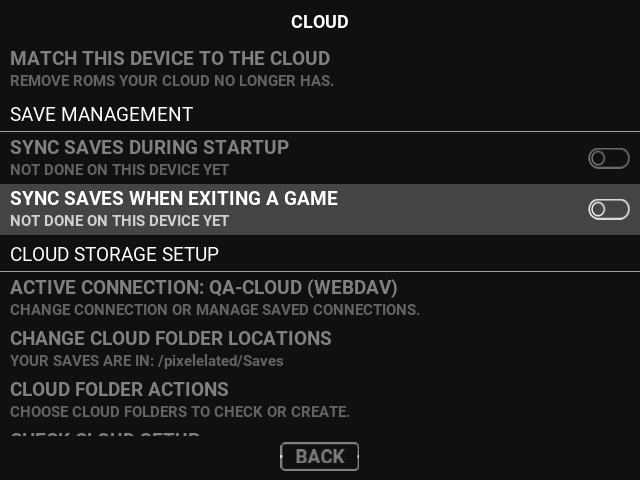 CLOUD
MATCH THIS DEVICE TO THE CLOUD
REMOVE ROMS YOUR CLOUD NO LONGER HAS.
SAVE MANAGEMENT
SYNC SAVES DURING STARTUP
NOT DONE ON THIS DEVICE YET
SYNC SAVES WHEN EXITING A GAME
NOT DONE ON THIS DEVICE YET
CLOUD STORAGE SETUP
ACTIVE CONNECTION: QA-CLOUD (WEBDAV)
CHANGE CONNECTION OR MANAGE SAVED CONNECTIONS.
CHANGE CLOUD FOLDER LOCATIONS
YOUR SAVES ARE IN: /pixelelated/Saves
CLOUD FOLDER ACTIONS
CHOOSE CLOUD FOLDERS TO CHECK OR CREATE.
CHECK CLOUD SETUP
BACK